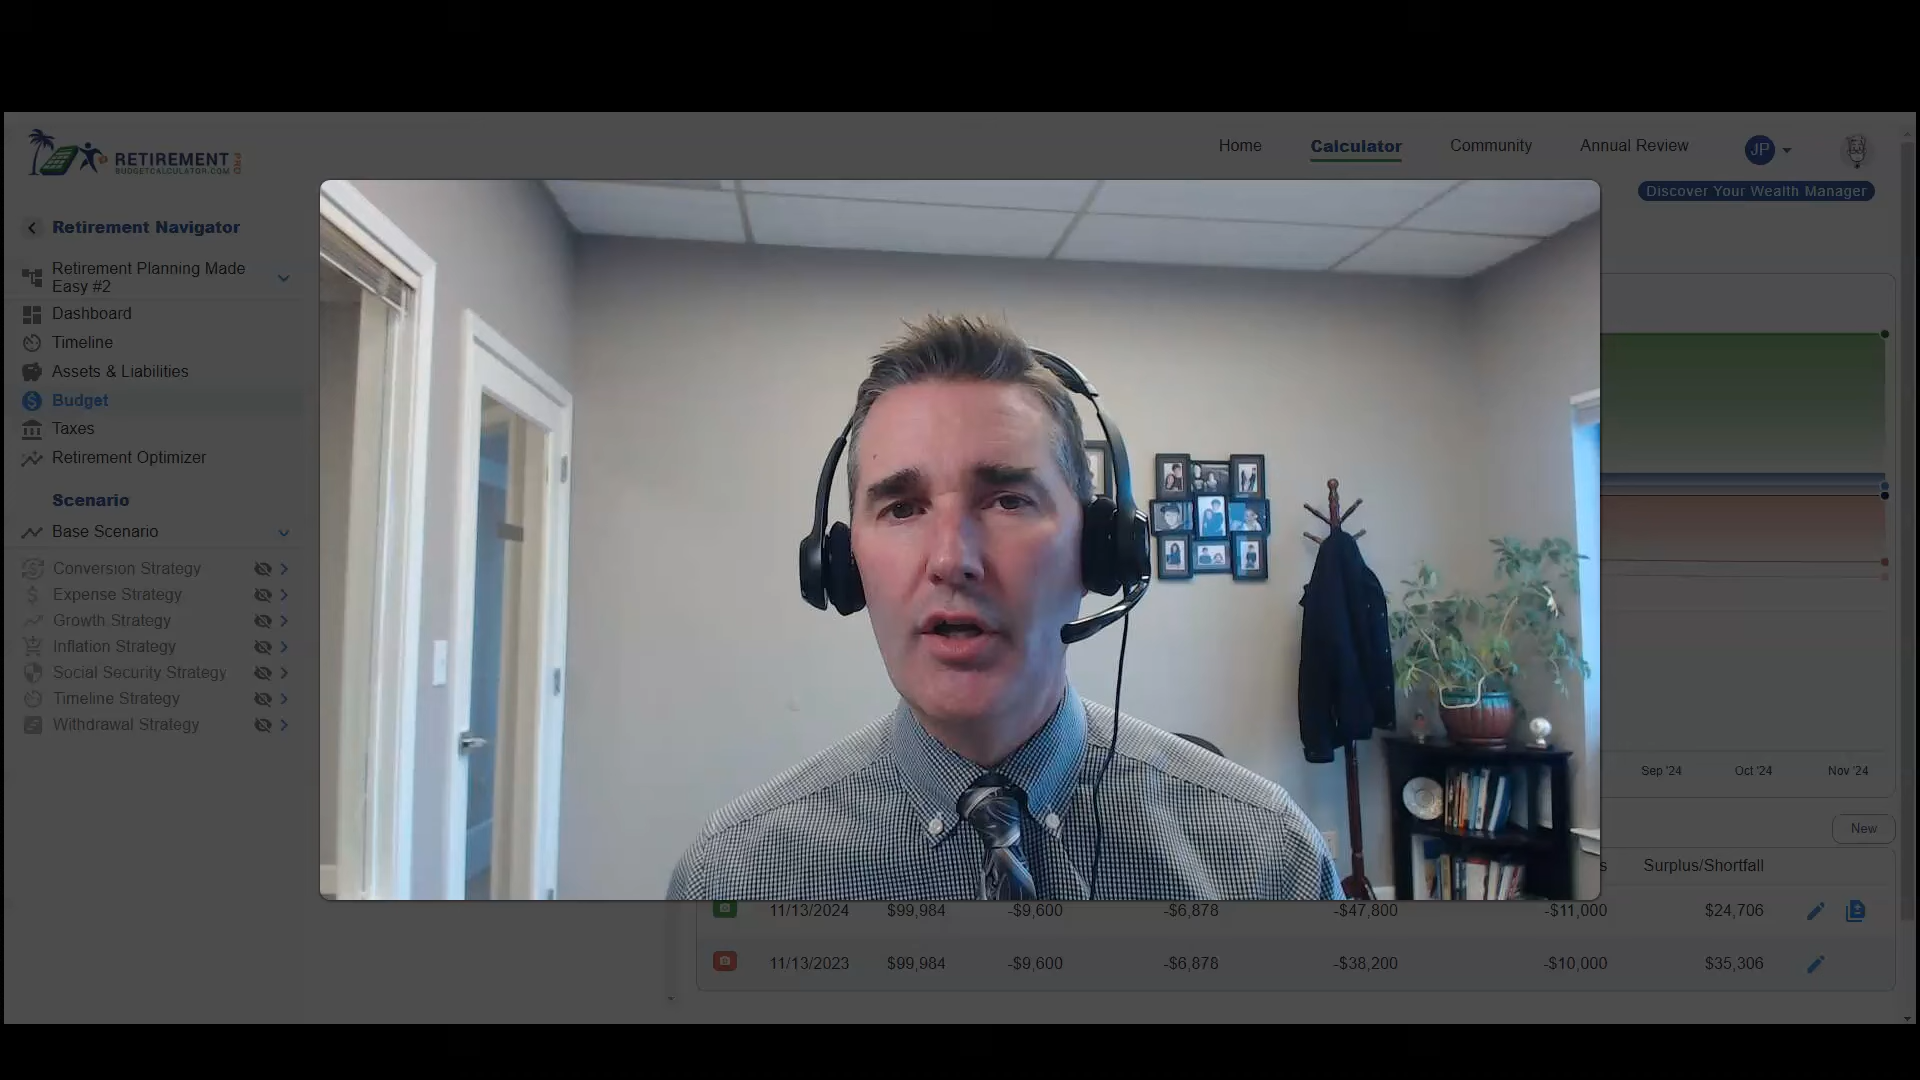 RETIREMENT
BUDGETCALCULATOR.COM
PRO
Home
Calculator
Community
Annual Review
JP
Discover Your Wealth Manager
Retirement Navigator
Retirement Planning Made
Easy #2
Dashboard
Timeline
Assets & Liabilities
Budget
Taxes
Retirement Optimizer
Scenario
Base Scenario
Conversion Strategy
Expense Strategy
Growth Strategy
Inflation Strategy
Social Security Strategy
Timeline Strategy
Withdrawal Strategy
Sep '24 Oct '24 Nov '24
New
s Surplus/Shortfall
11/13/2024 $99,984 -$9,600 -$6,878 -$47,800 -$11,000 $24,706
11/13/2023 $99,984 -$9,600 -$6,878 -$38,200 -$10,000 $35,306